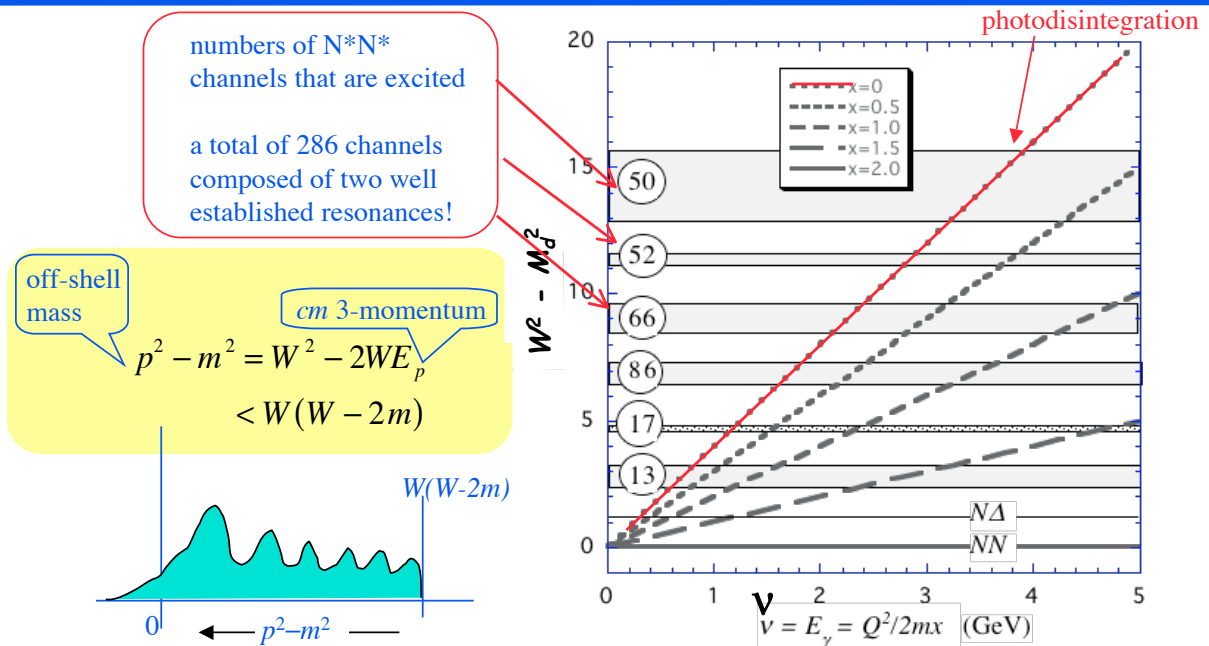 numbers of N*N*
channels that are excited
a total of 286 channels
composed of two well
established resonances!
off-shell
mass
cm 3-momentum
p² − m² = W² − 2WE_p
< W(W − 2m)
W(W-2m)
0
p²−m²
photodisintegration
W² - M_d²
20
15
10
5
0
x=0
x=0.5
x=1.0
x=1.5
x=2.0
50
52
66
86
17
13
NΔ
NN
0 1 2 3 4 5
ν
ν = E_γ = Q²/2mx (GeV)